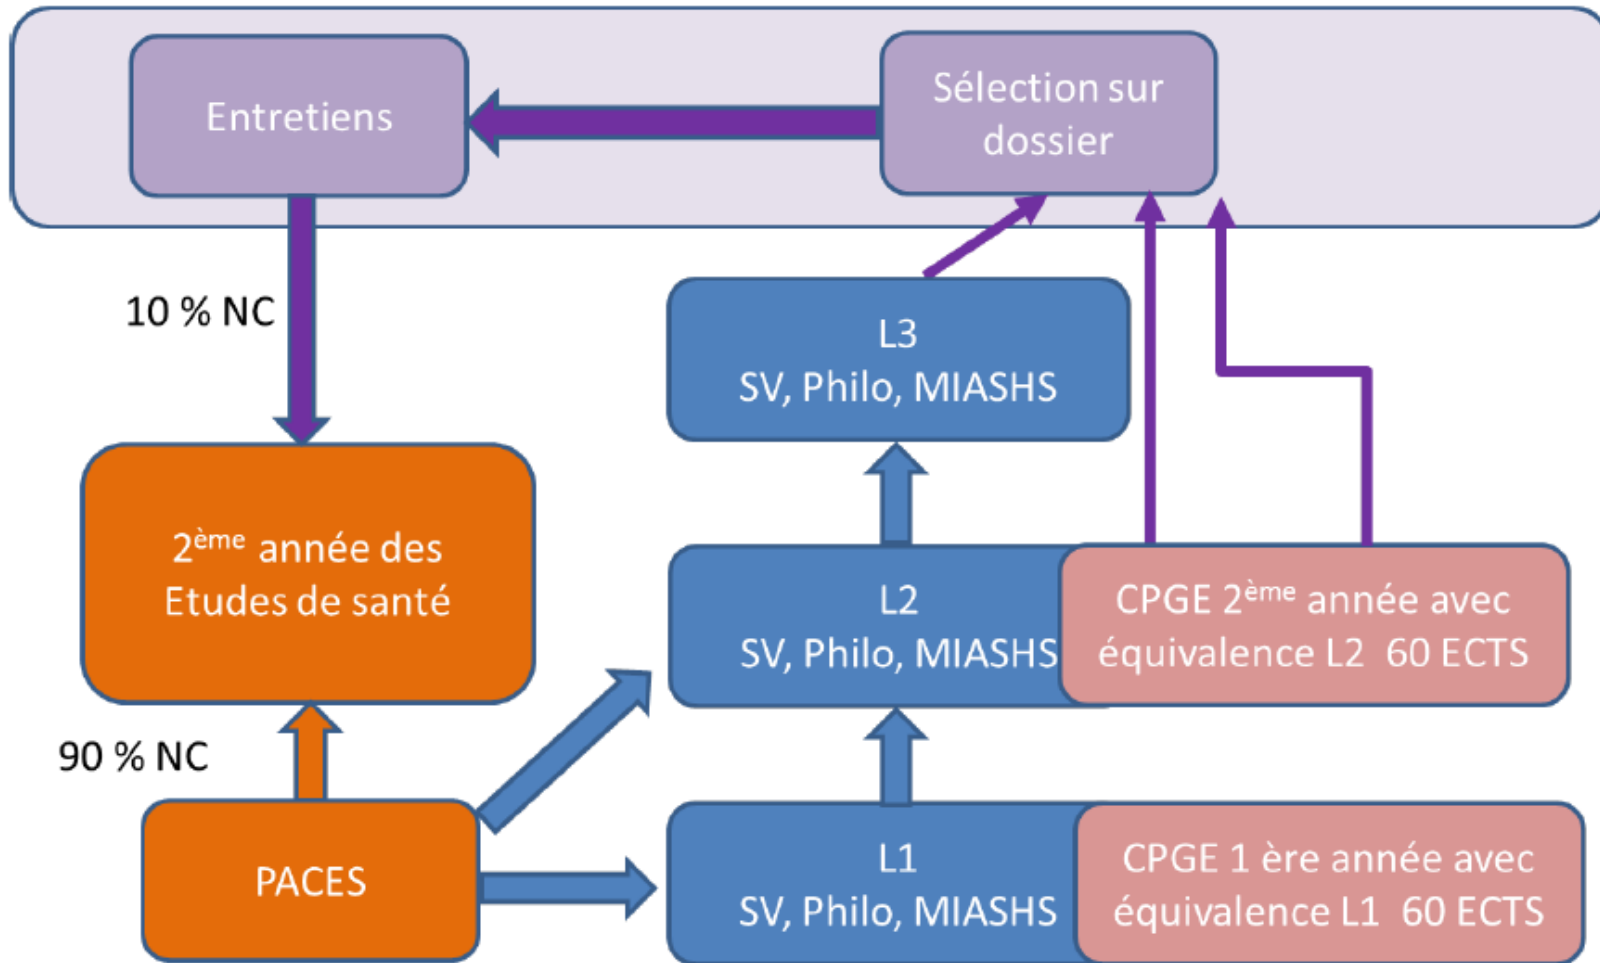 Entretiens
Sélection sur
dossier
10 % NC
L3
SV, Philo, MIASHS
2ème année des
Etudes de santé
L2
SV, Philo, MIASHS
CPGE 2ème année avec
équivalence L2 60 ECTS
90 % NC
PACES
L1
SV, Philo, MIASHS
CPGE 1 ère année avec
équivalence L1 60 ECTS